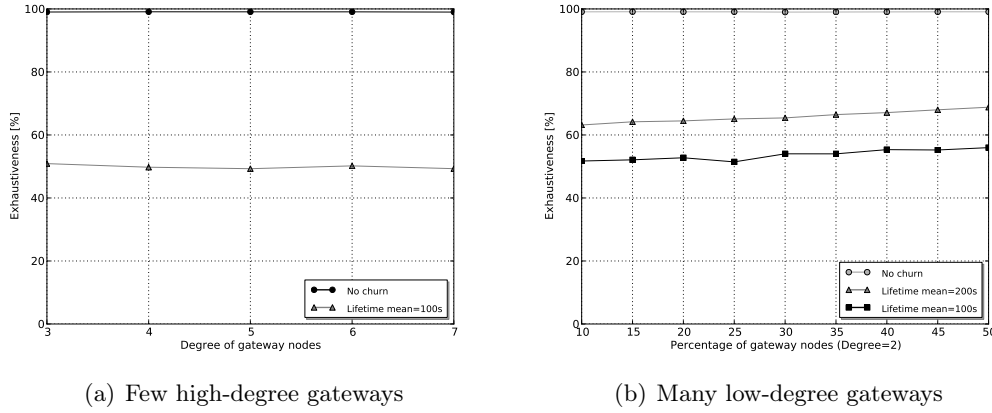 100
80
60
40
20
0
Exhaustiveness [%]
3 4 5 6 7
Degree of gateway nodes
No churn
Lifetime mean=100s
(a) Few high-degree gateways
100
80
60
40
20
0
Exhaustiveness [%]
10 15 20 25 30 35 40 45 50
Percentage of gateway nodes (Degree=2)
No churn
Lifetime mean=200s
Lifetime mean=100s
(b) Many low-degree gateways